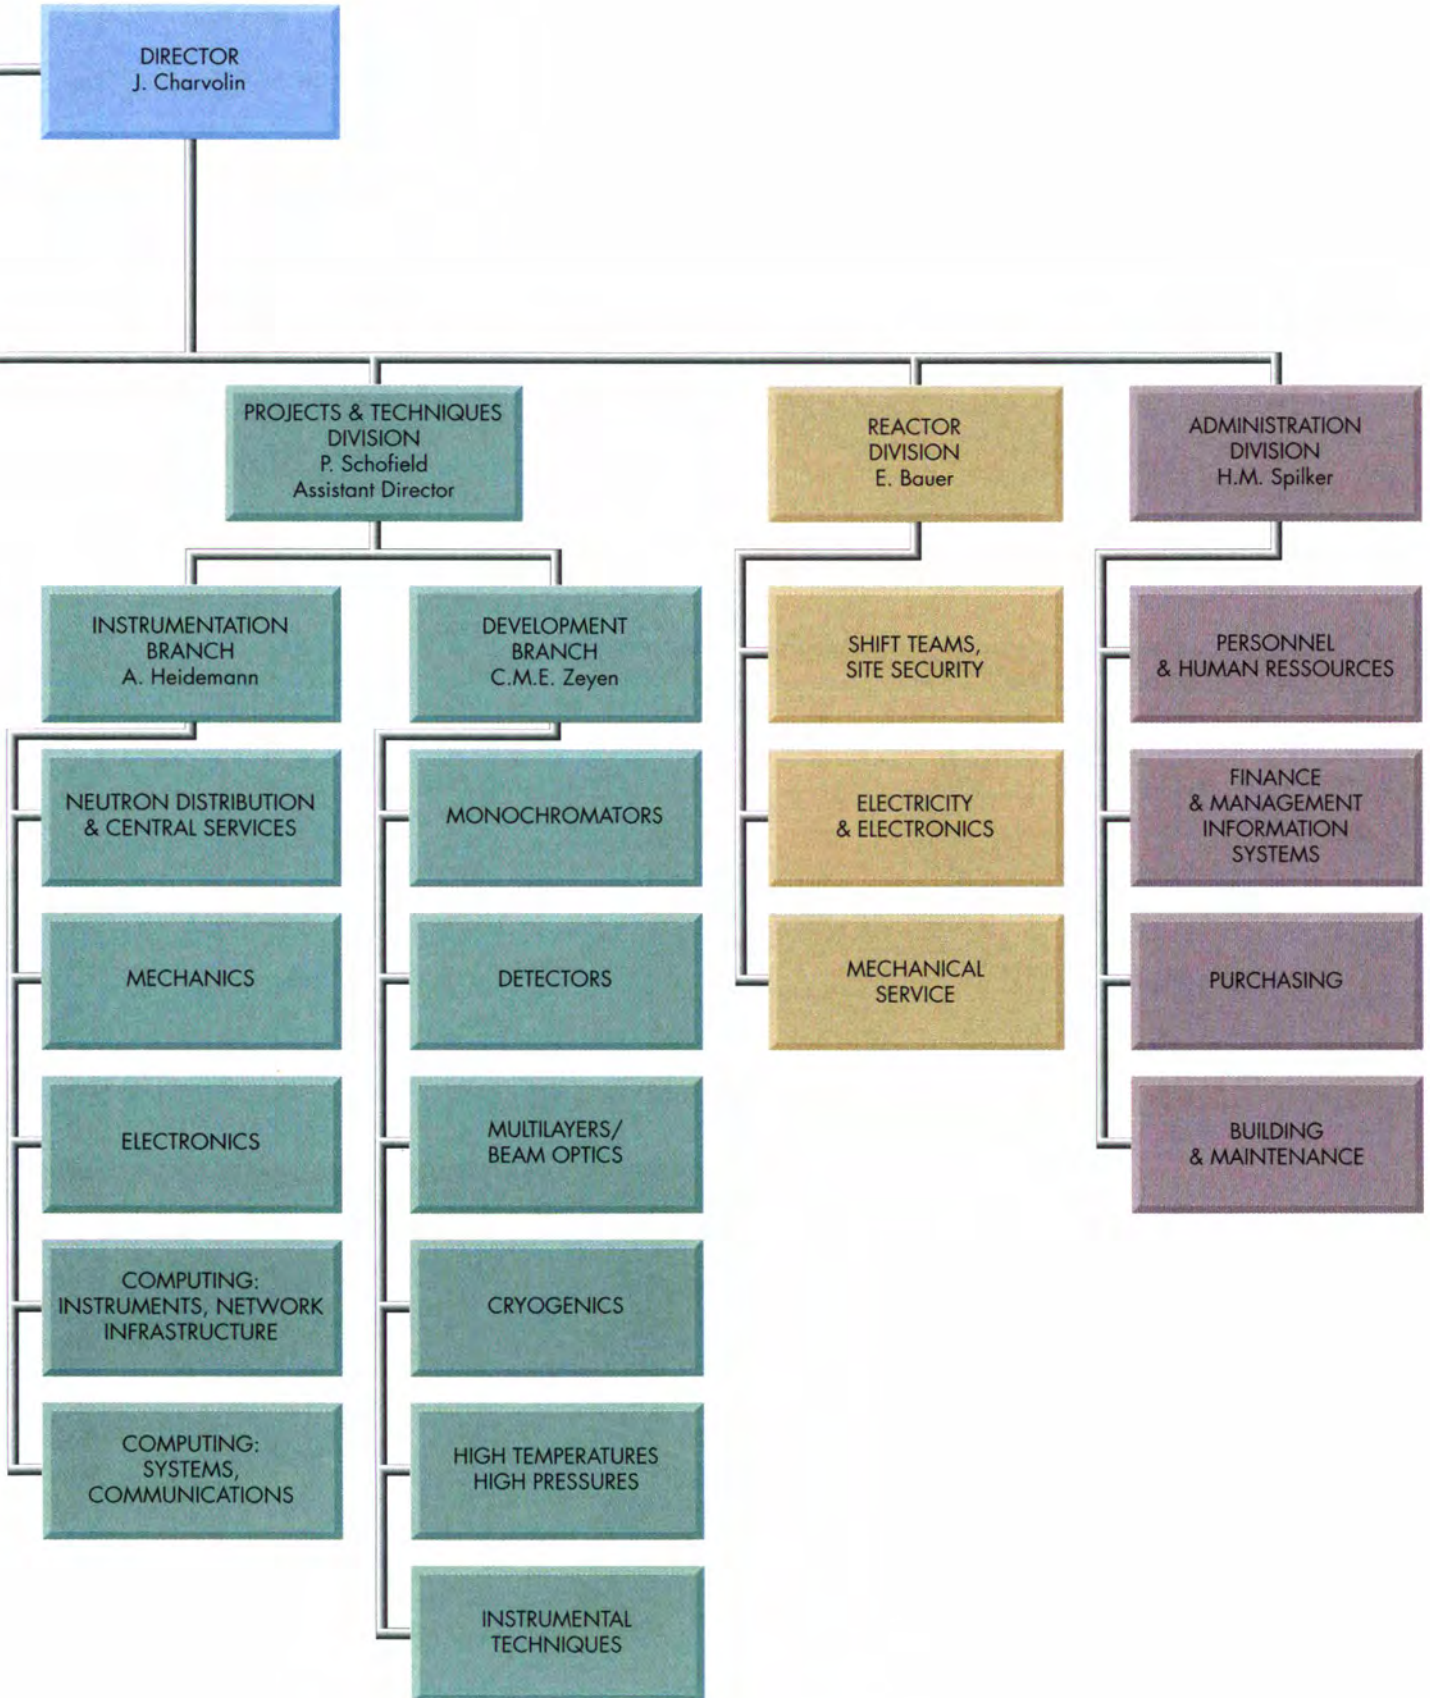 DIRECTOR
J. Charvolin
PROJECTS & TECHNIQUES
DIVISION
P. Schofield
Assistant Director
REACTOR
DIVISION
E. Bauer
ADMINISTRATION
DIVISION
H.M. Spilker
INSTRUMENTATION
BRANCH
A. Heidemann
NEUTRON DISTRIBUTION
& CENTRAL SERVICES
MECHANICS
ELECTRONICS
COMPUTING:
INSTRUMENTS, NETWORK
INFRASTRUCTURE
COMPUTING:
SYSTEMS,
COMMUNICATIONS
DEVELOPMENT
BRANCH
C.M.E. Zeyen
MONOCHROMATORS
DETECTORS
MULTILAYERS/
BEAM OPTICS
CRYOGENICS
HIGH TEMPERATURES
HIGH PRESSURES
INSTRUMENTAL
TECHNIQUES
SHIFT TEAMS,
SITE SECURITY
ELECTRICITY
& ELECTRONICS
MECHANICAL
SERVICE
PERSONNEL
& HUMAN RESSOURCES
FINANCE
& MANAGEMENT
INFORMATION
SYSTEMS
PURCHASING
BUILDING
& MAINTENANCE